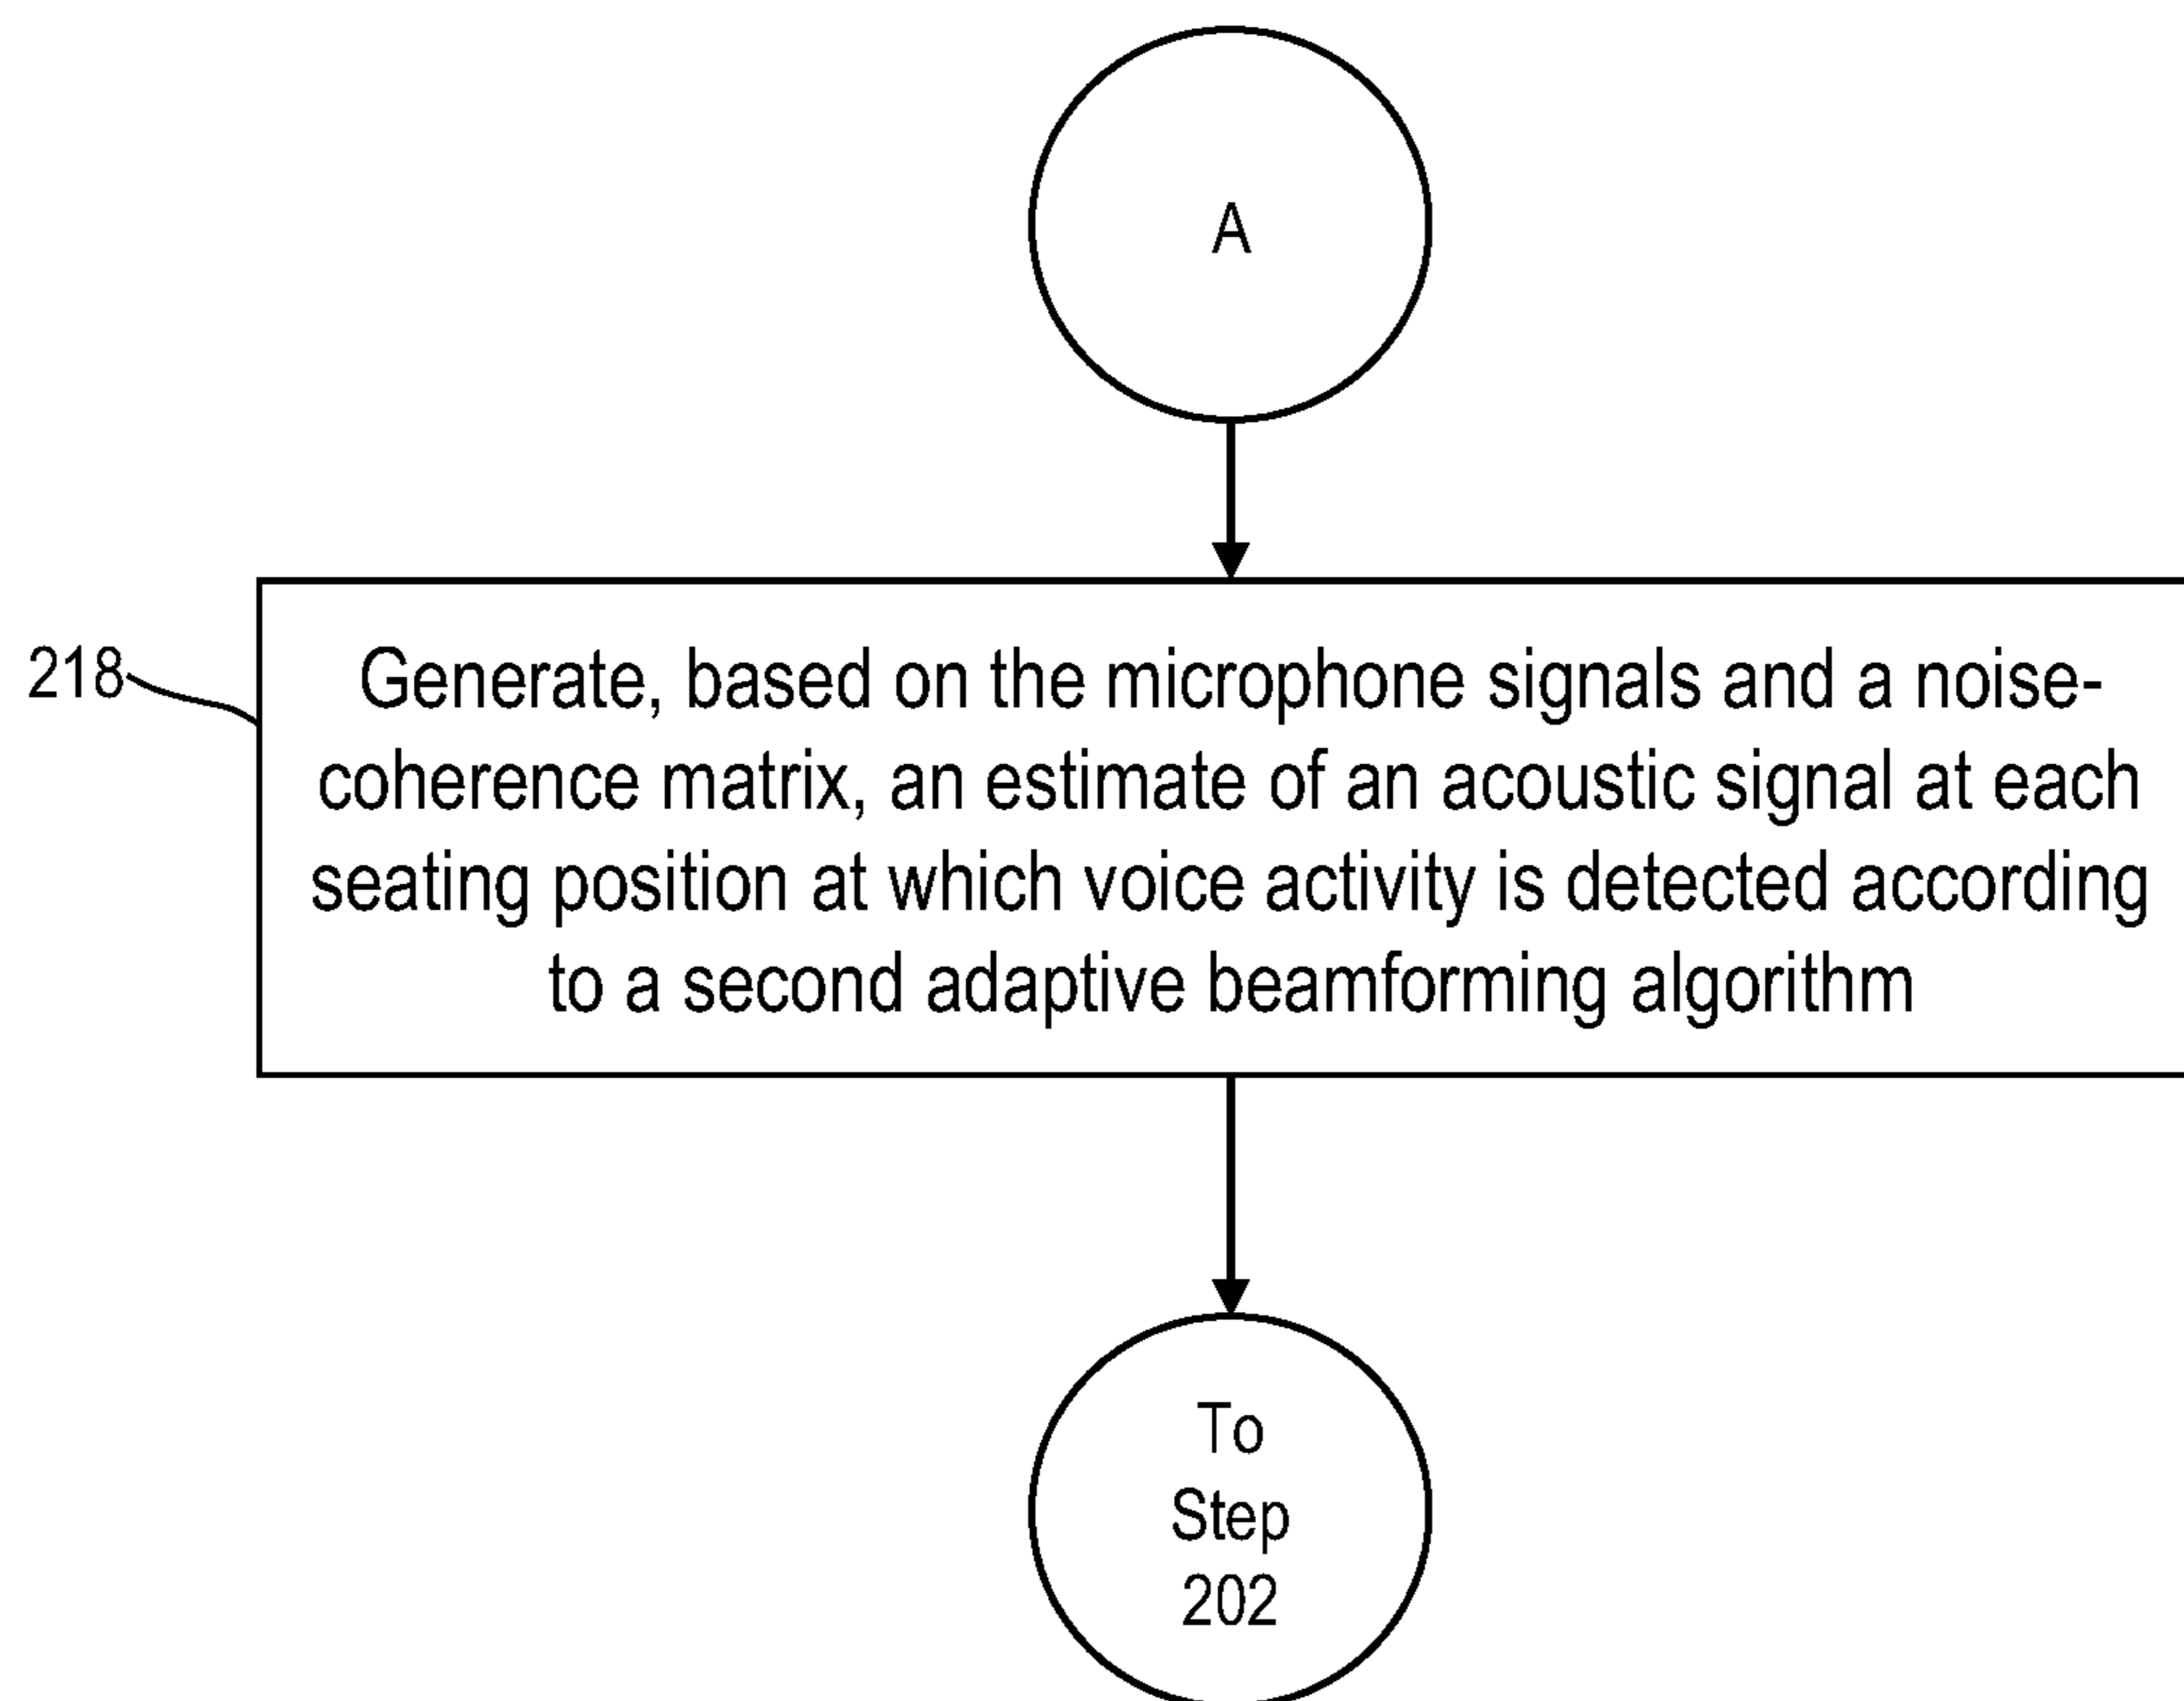 A
218
Generate, based on the microphone signals and a noise-
coherence matrix, an estimate of an acoustic signal at each
seating position at which voice activity is detected according
to a second adaptive beamforming algorithm
To
Step
202